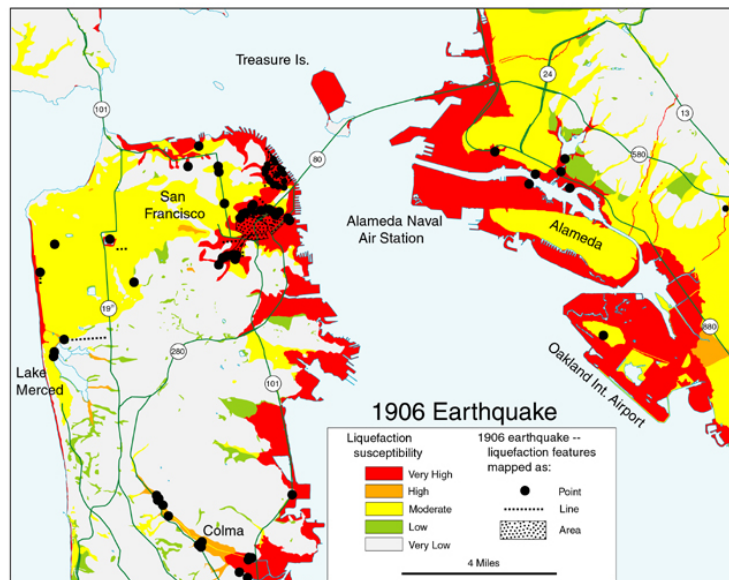 Treasure Is.
101
24
13
80
580
San
Francisco
Alameda Naval
Air Station
Alameda
19
280
880
Lake
Merced
101
Oakland Int. Airport
1906 Earthquake
Liquefaction
susceptibility
Very High
High
Moderate
Low
Very Low
1906 earthquake --
liquefaction features
mapped as:
Point
Line
Area
Colma
4 Miles